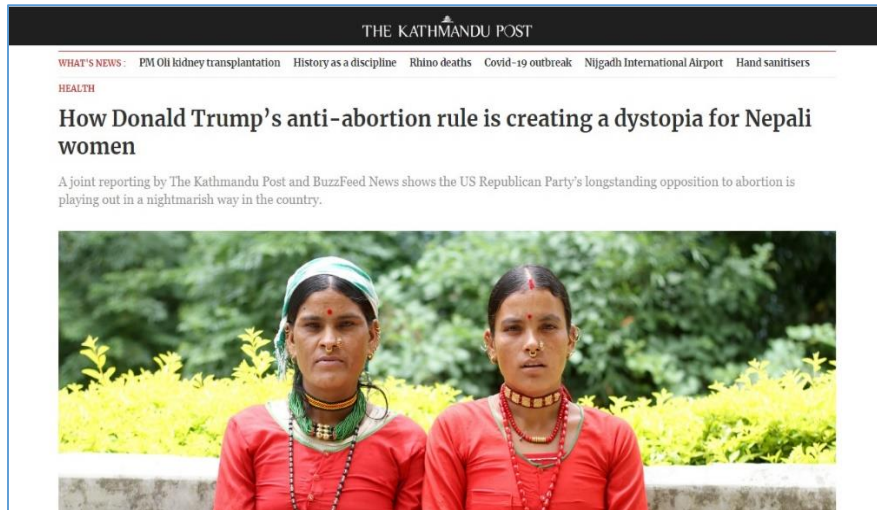 THE KATHMANDU POST
WHAT'S NEWS : PM Oli kidney transplantation History as a discipline Rhino deaths Covid-19 outbreak Nijgadh International Airport Hand sanitisers
HEALTH
How Donald Trump's anti-abortion rule is creating a dystopia for Nepali
women
A joint reporting by The Kathmandu Post and BuzzFeed News shows the US Republican Party's longstanding opposition to abortion is
playing out in a nightmarish way in the country.